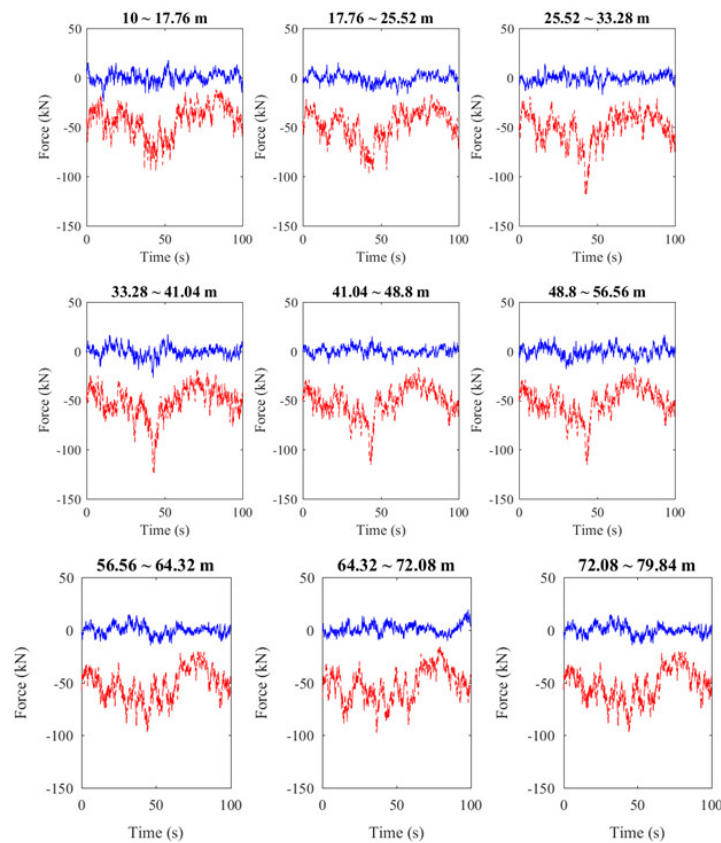 10 ~ 17.76 m
50
0
-50
-100
-150
Force (kN)
0 50 100
Time (s)
17.76 ~ 25.52 m
50
0
-50
-100
-150
Force (kN)
0 50 100
Time (s)
25.52 ~ 33.28 m
50
0
-50
-100
-150
Force (kN)
0 50 100
Time (s)
33.28 ~ 41.04 m
50
0
-50
-100
-150
Force (kN)
0 50 100
Time (s)
41.04 ~ 48.8 m
50
0
-50
-100
-150
Force (kN)
0 50 100
Time (s)
48.8 ~ 56.56 m
50
0
-50
-100
-150
Force (kN)
0 50 100
Time (s)
56.56 ~ 64.32 m
50
0
-50
-100
-150
Force (kN)
0 50 100
Time (s)
64.32 ~ 72.08 m
50
0
-50
-100
-150
Force (kN)
0 50 100
Time (s)
72.08 ~ 79.84 m
50
0
-50
-100
-150
Force (kN)
0 50 100
Time (s)